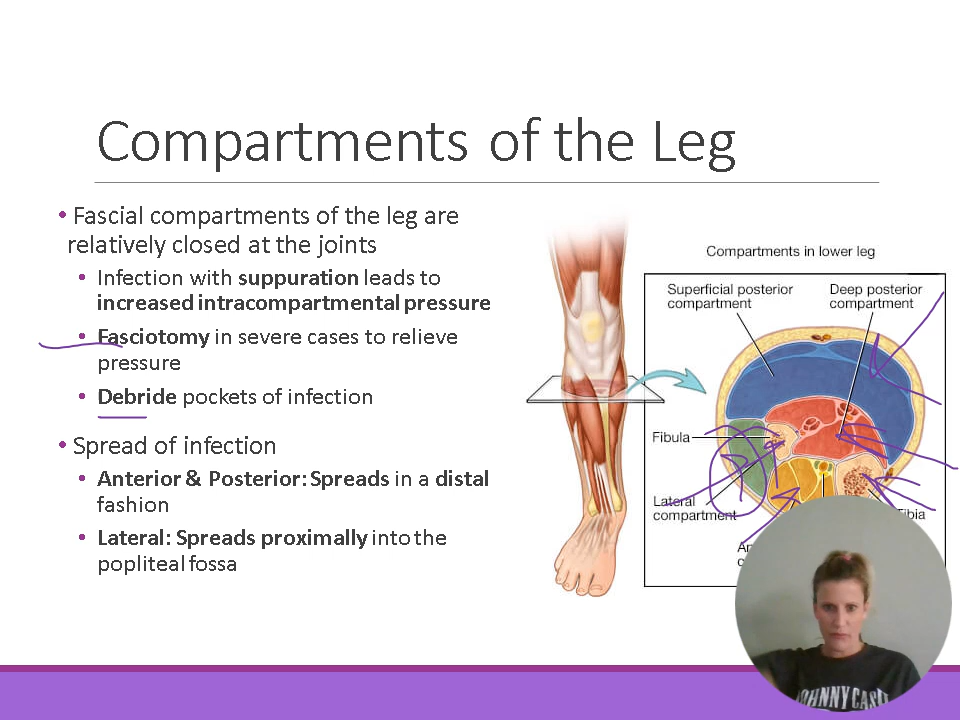 Compartments of the Leg
• Fascial compartments of the leg are
relatively closed at the joints
• Infection with suppuration leads to
increased intracompartmental pressure
• Fasciotomy in severe cases to relieve
pressure
• Debride pockets of infection
• Spread of infection
• Anterior & Posterior: Spreads in a distal
fashion
• Lateral: Spreads proximally into the
popliteal fossa
Compartments in lower leg
Superficial posterior
compartment
Deep posterior
compartment
Fibula
Lateral
compartment
Tibia